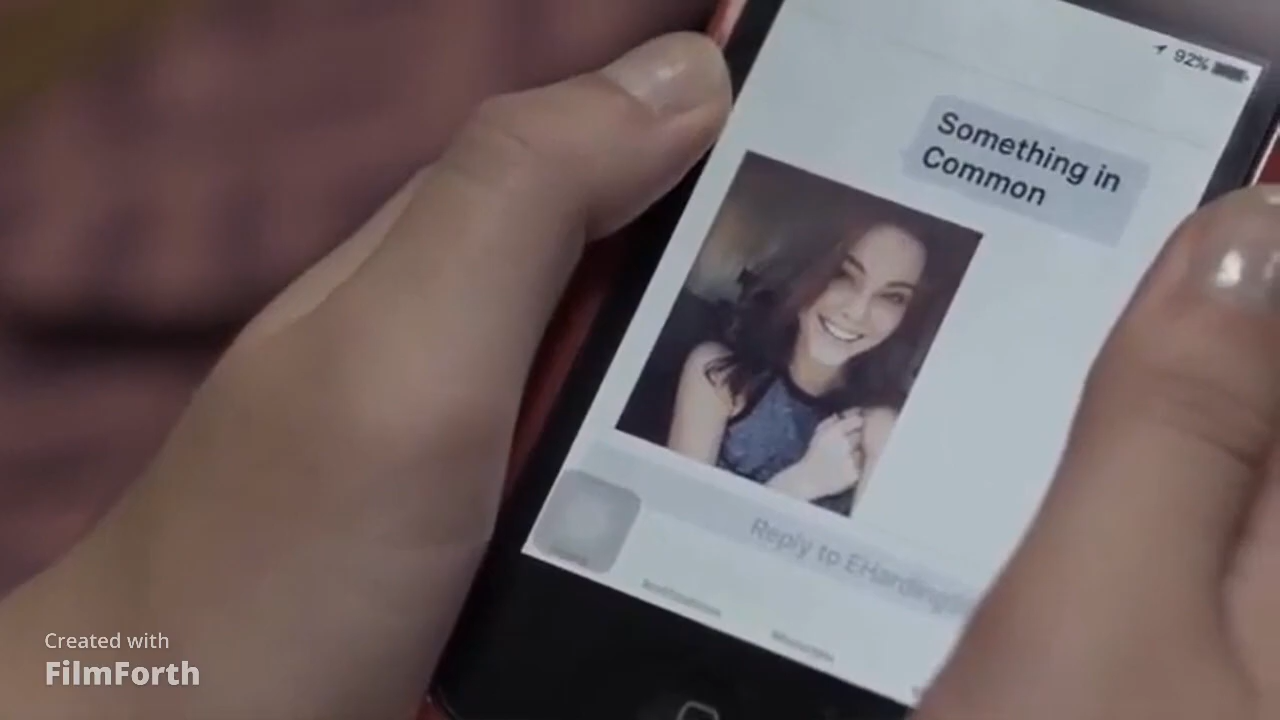 92%
Something in
Common
Reply to EHarding
Created with
FilmForth